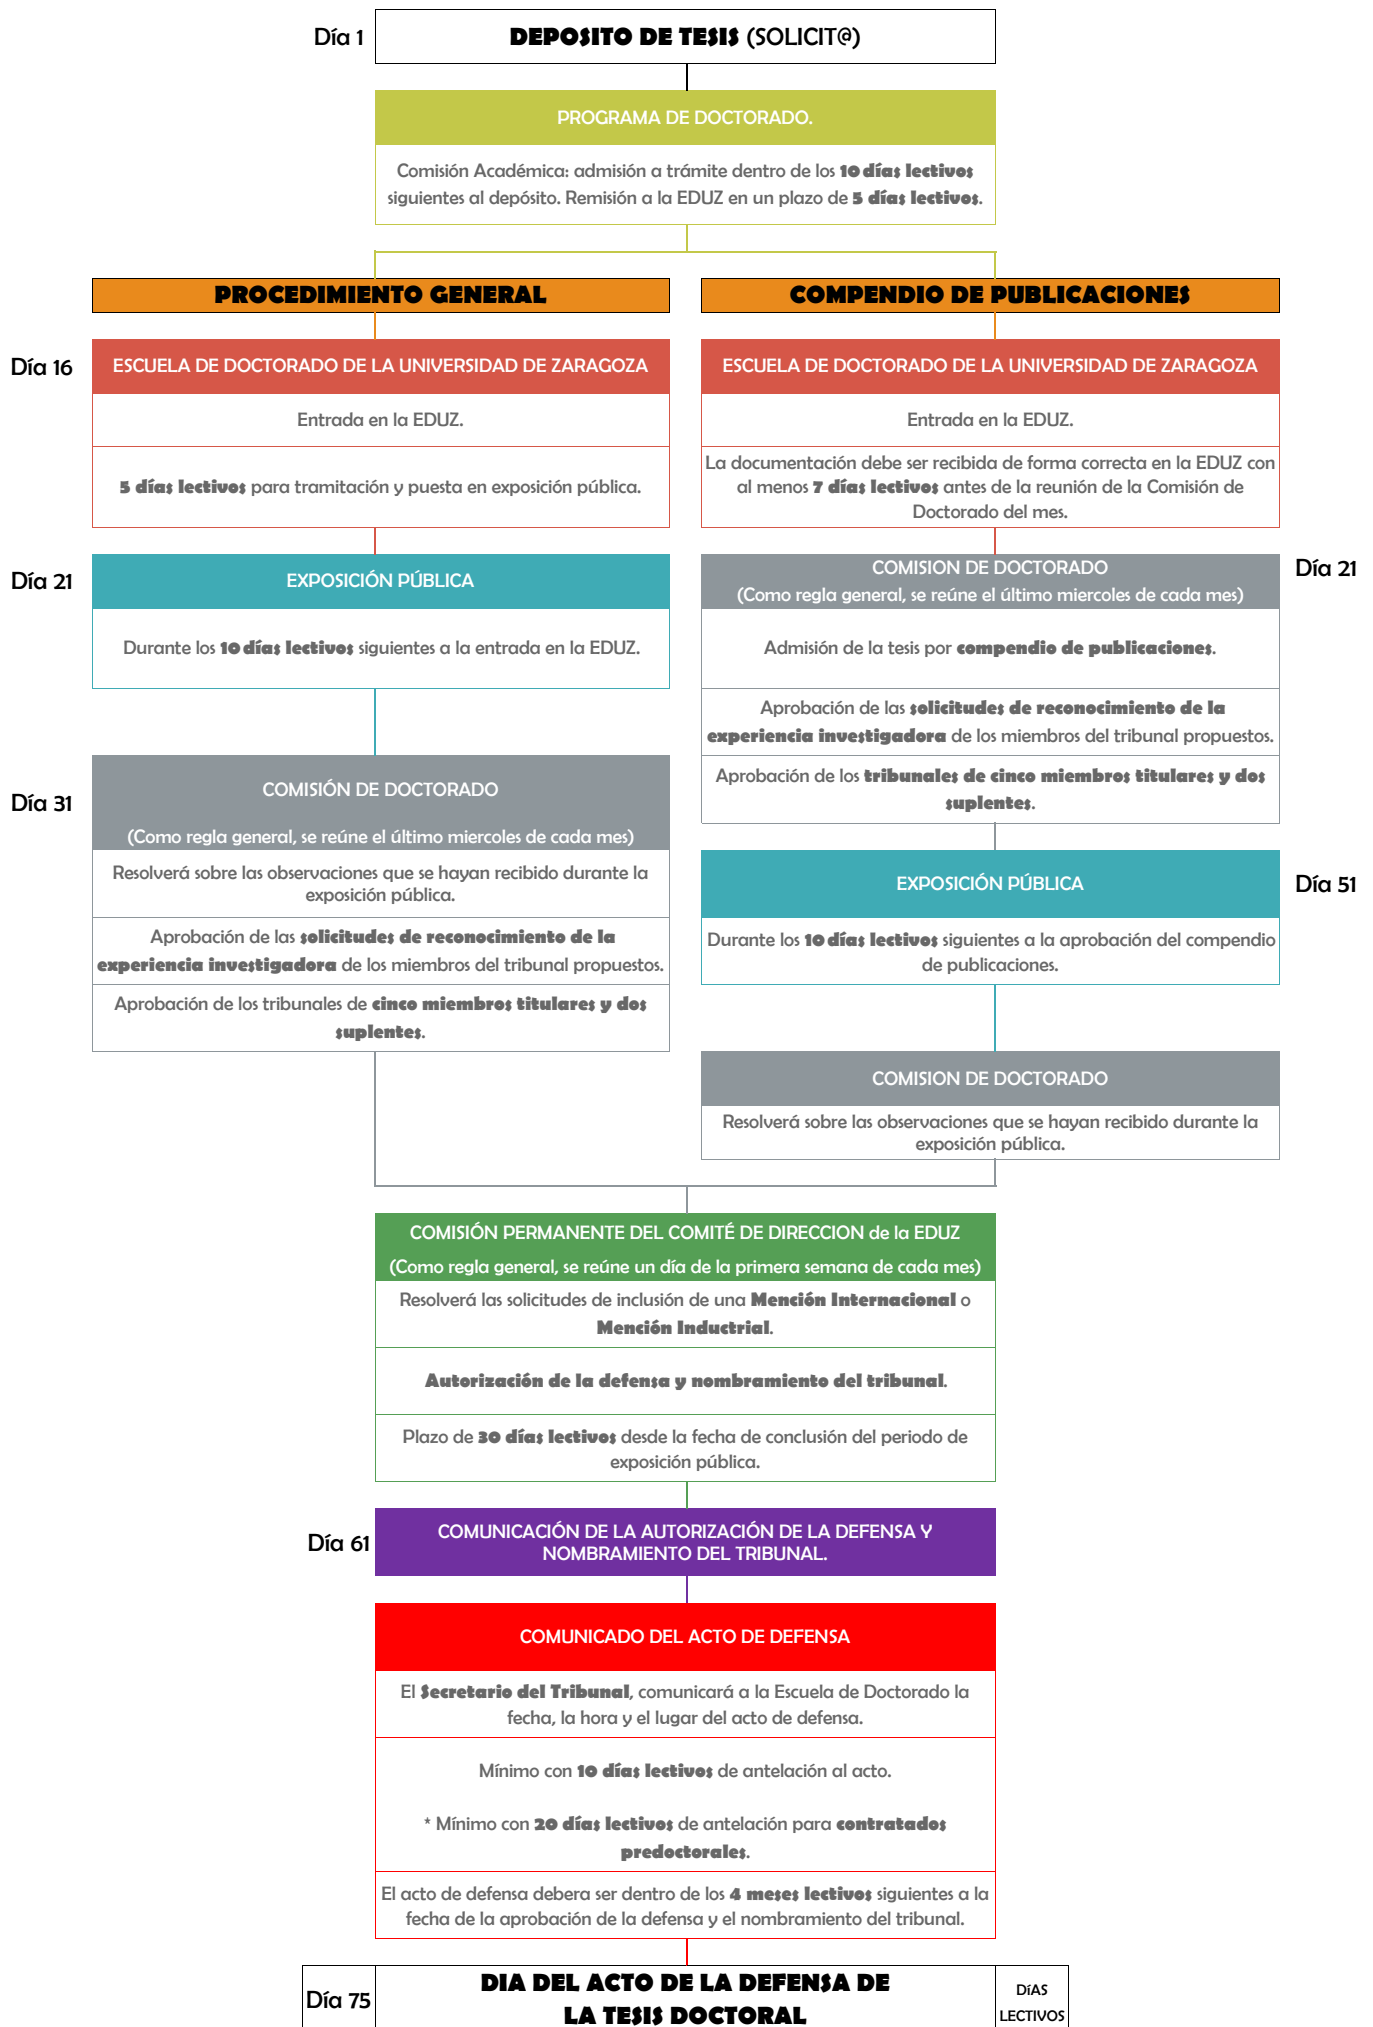 Día 1
DEPOSITO DE TESIS (SOLICIT@)
PROGRAMA DE DOCTORADO.
Comisión Académica: admisión a trámite dentro de los 10 días lectivos
siguientes al depósito. Remisión a la EDUZ en un plazo de 5 días lectivos.
PROCEDIMIENTO GENERAL
Día 16
ESCUELA DE DOCTORADO DE LA UNIVERSIDAD DE ZARAGOZA
Entrada en la EDUZ.
5 días lectivos para tramitación y puesta en exposición pública.
Día 21
EXPOSICIÓN PÚBLICA
Durante los 10 días lectivos siguientes a la entrada en la EDUZ.
Día 31
COMISIÓN DE DOCTORADO
(Como regla general, se reúne el último miercoles de cada mes)
Resolverá sobre las observaciones que se hayan recibido durante la
exposición pública.
Aprobación de las solicitudes de reconocimiento de la
experiencia investigadora de los miembros del tribunal propuestos.
Aprobación de los tribunales de cinco miembros titulares y dos
suplentes.
COMPENDIO DE PUBLICACIONES
ESCUELA DE DOCTORADO DE LA UNIVERSIDAD DE ZARAGOZA
Entrada en la EDUZ.
La documentación debe ser recibida de forma correcta en la EDUZ con
al menos 7 días lectivos antes de la reunión de la Comisión de
Doctorado del mes.
COMISION DE DOCTORADO
(Como regla general, se reúne el último miercoles de cada mes)
Día 21
Admisión de la tesis por compendio de publicaciones.
Aprobación de las solicitudes de reconocimiento de la
experiencia investigadora de los miembros del tribunal propuestos.
Aprobación de los tribunales de cinco miembros titulares y dos
suplentes.
EXPOSICIÓN PÚBLICA
Día 51
Durante los 10 días lectivos siguientes a la aprobación del compendio
de publicaciones.
COMISION DE DOCTORADO
Resolverá sobre las observaciones que se hayan recibido durante la
exposición pública.
COMISIÓN PERMANENTE DEL COMITÉ DE DIRECCION de la EDUZ
(Como regla general, se reúne un día de la primera semana de cada mes)
Resolverá las solicitudes de inclusión de una Mención Internacional o
Mención Inductrial.
Autorización de la defensa y nombramiento del tribunal.
Plazo de 30 días lectivos desde la fecha de conclusión del periodo de
exposición pública.
Día 61
COMUNICACIÓN DE LA AUTORIZACIÓN DE LA DEFENSA Y
NOMBRAMIENTO DEL TRIBUNAL.
COMUNICADO DEL ACTO DE DEFENSA
El Secretario del Tribunal, comunicará a la Escuela de Doctorado la
fecha, la hora y el lugar del acto de defensa.
Mínimo con 10 días lectivos de antelación al acto.
* Mínimo con 20 días lectivos de antelación para contratados
predoctorales.
El acto de defensa debera ser dentro de los 4 meses lectivos siguientes a la
fecha de la aprobación de la defensa y el nombramiento del tribunal.
Día 75
DIA DEL ACTO DE LA DEFENSA DE
LA TESIS DOCTORAL
DíAS
LECTIVOS